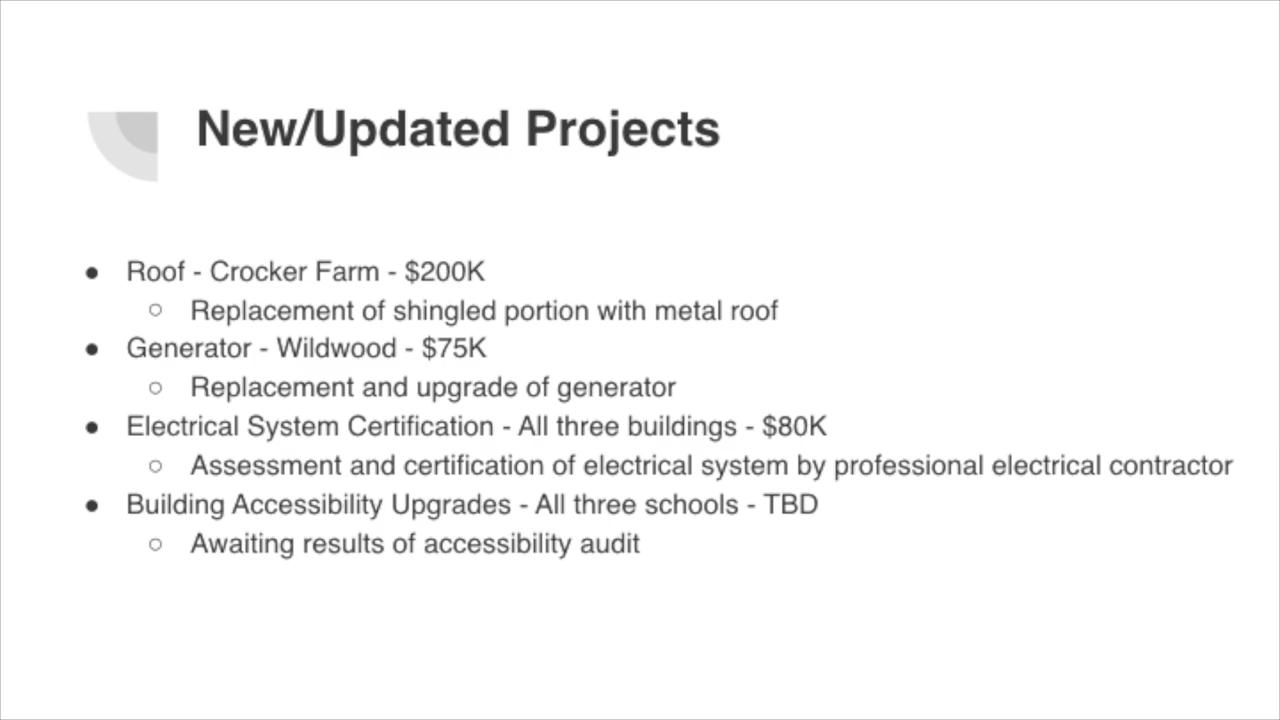 New/Updated Projects
● Roof - Crocker Farm - $200K
○ Replacement of shingled portion with metal roof
● Generator - Wildwood - $75K
○ Replacement and upgrade of generator
● Electrical System Certification - All three buildings - $80K
○ Assessment and certification of electrical system by professional electrical contractor
● Building Accessibility Upgrades - All three schools - TBD
○ Awaiting results of accessibility audit